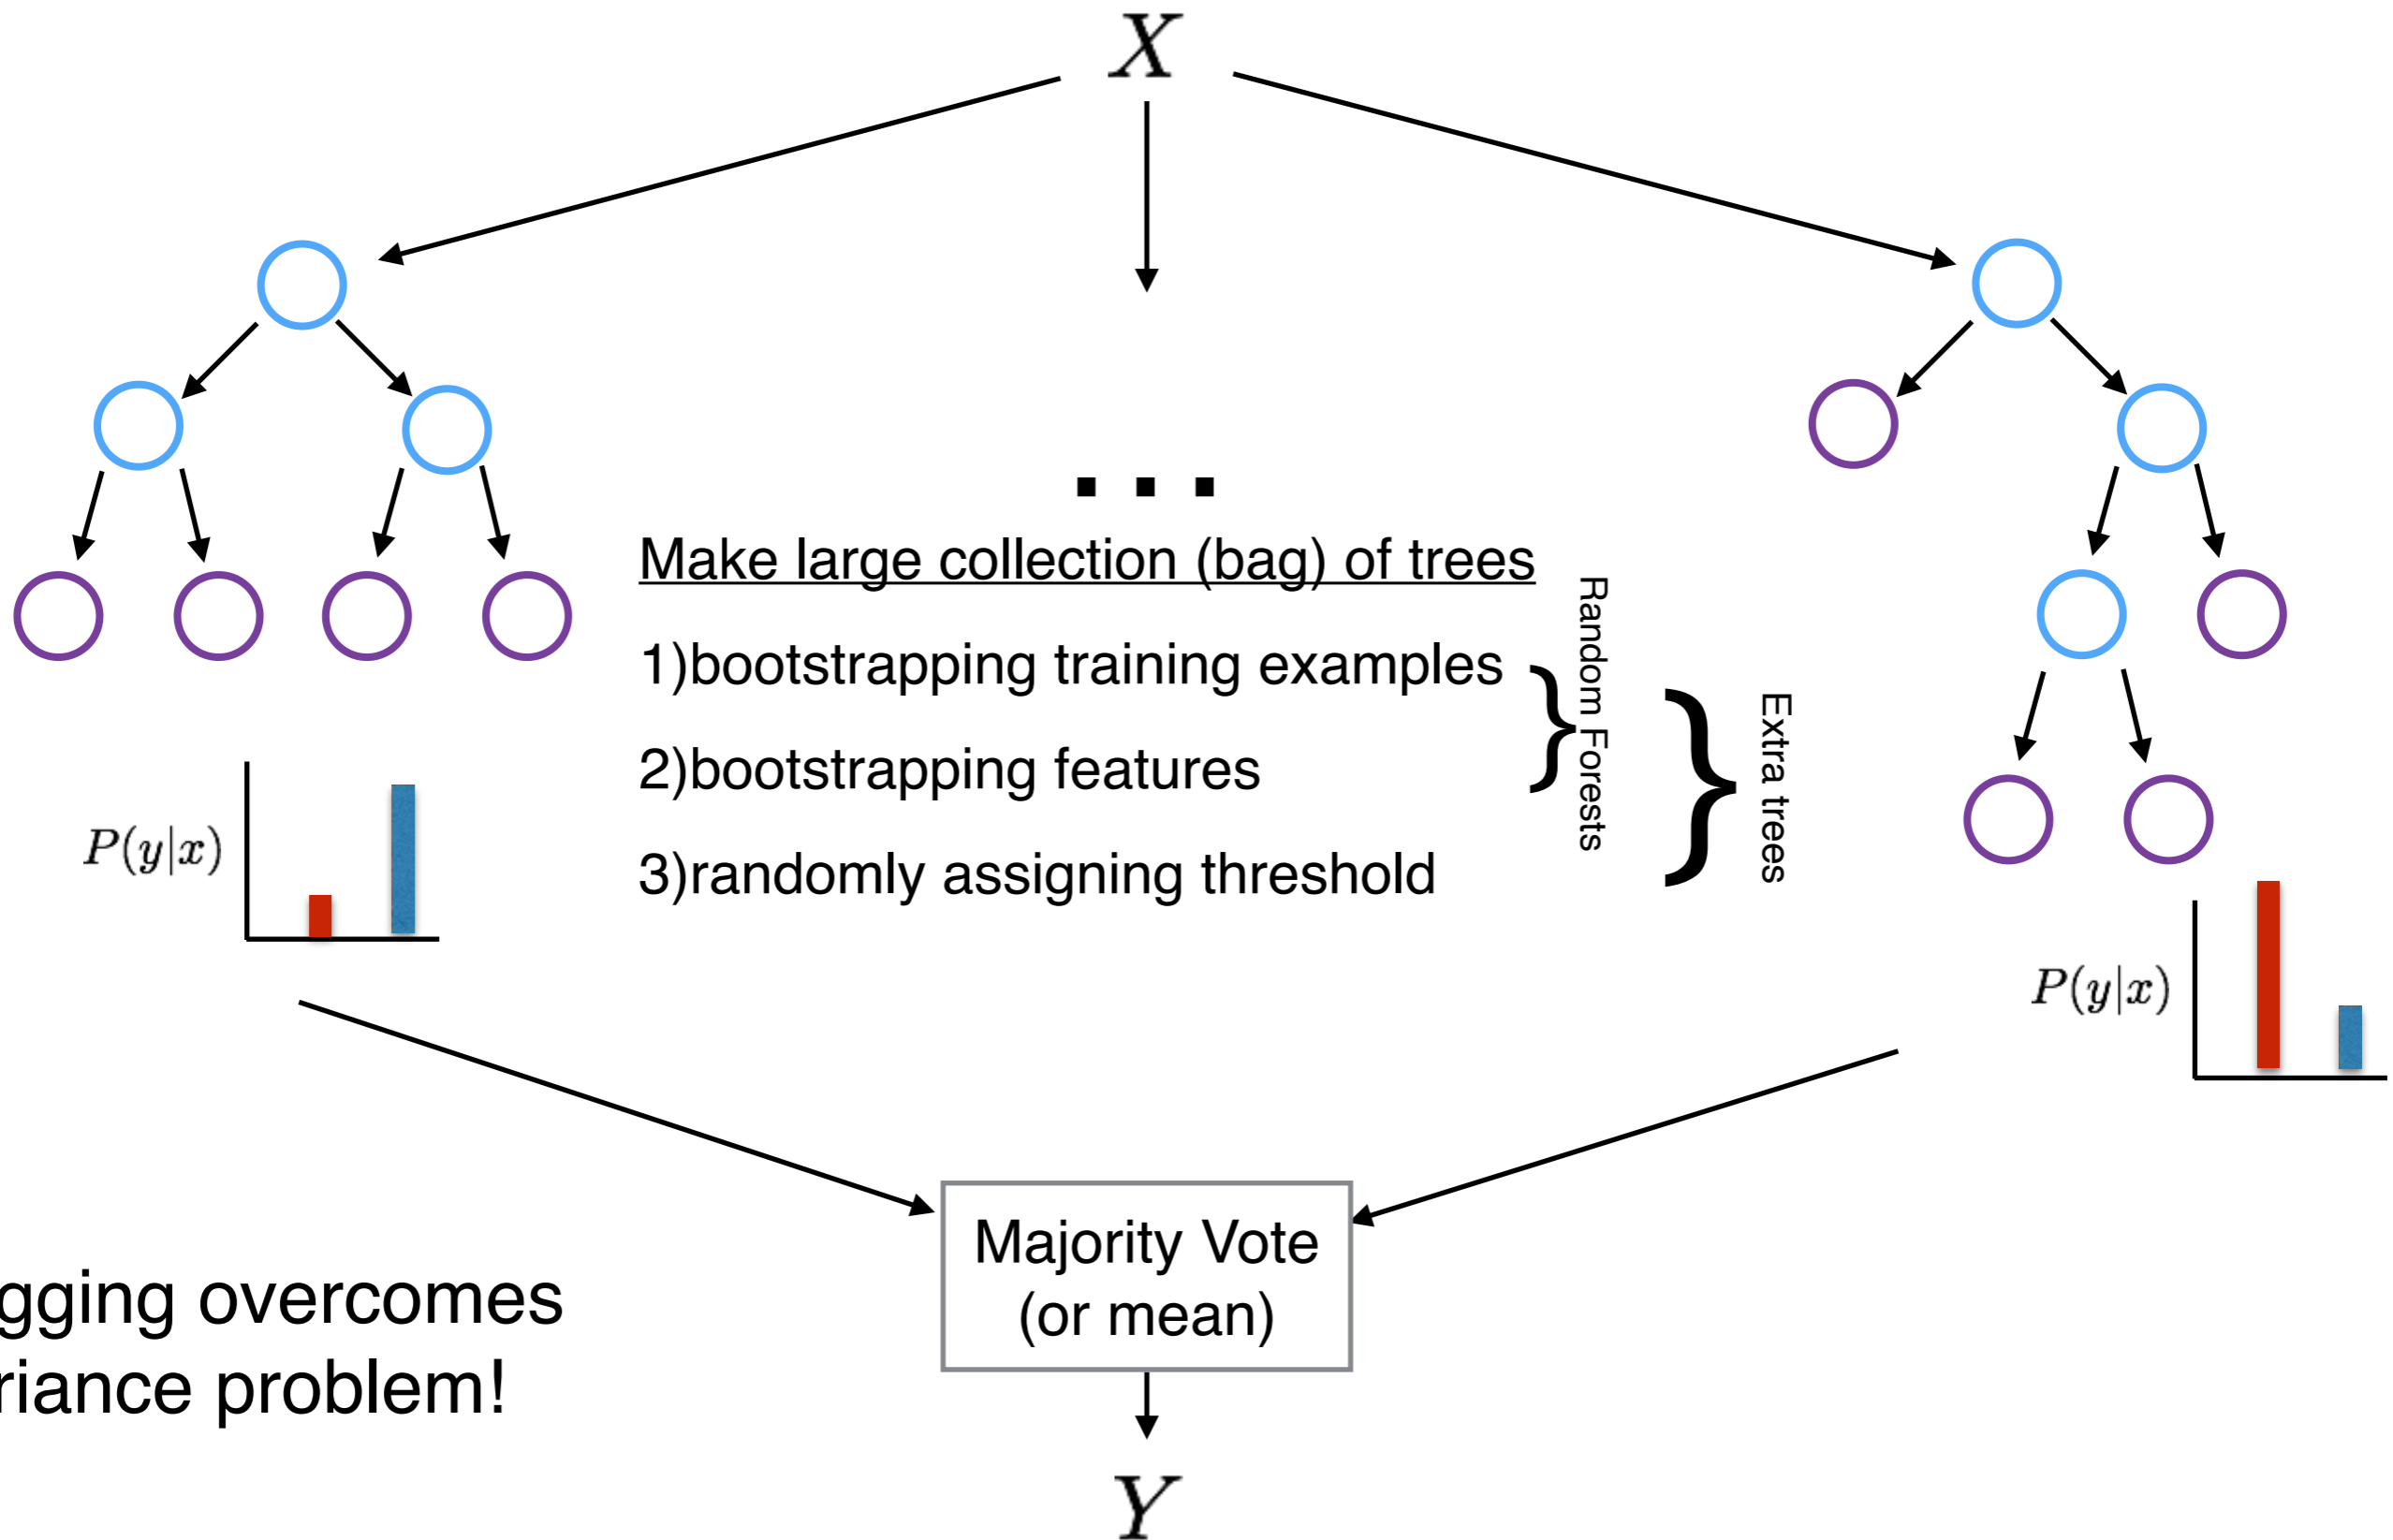 X
...
Make large collection (bag) of trees
1)bootstrapping training examples
2)bootstrapping features
3)randomly assigning threshold
Random Forests
Extra trees
P(y|x)
P(y|x)
Majority Vote
(or mean)
gging overcomes
riance problem!
Y